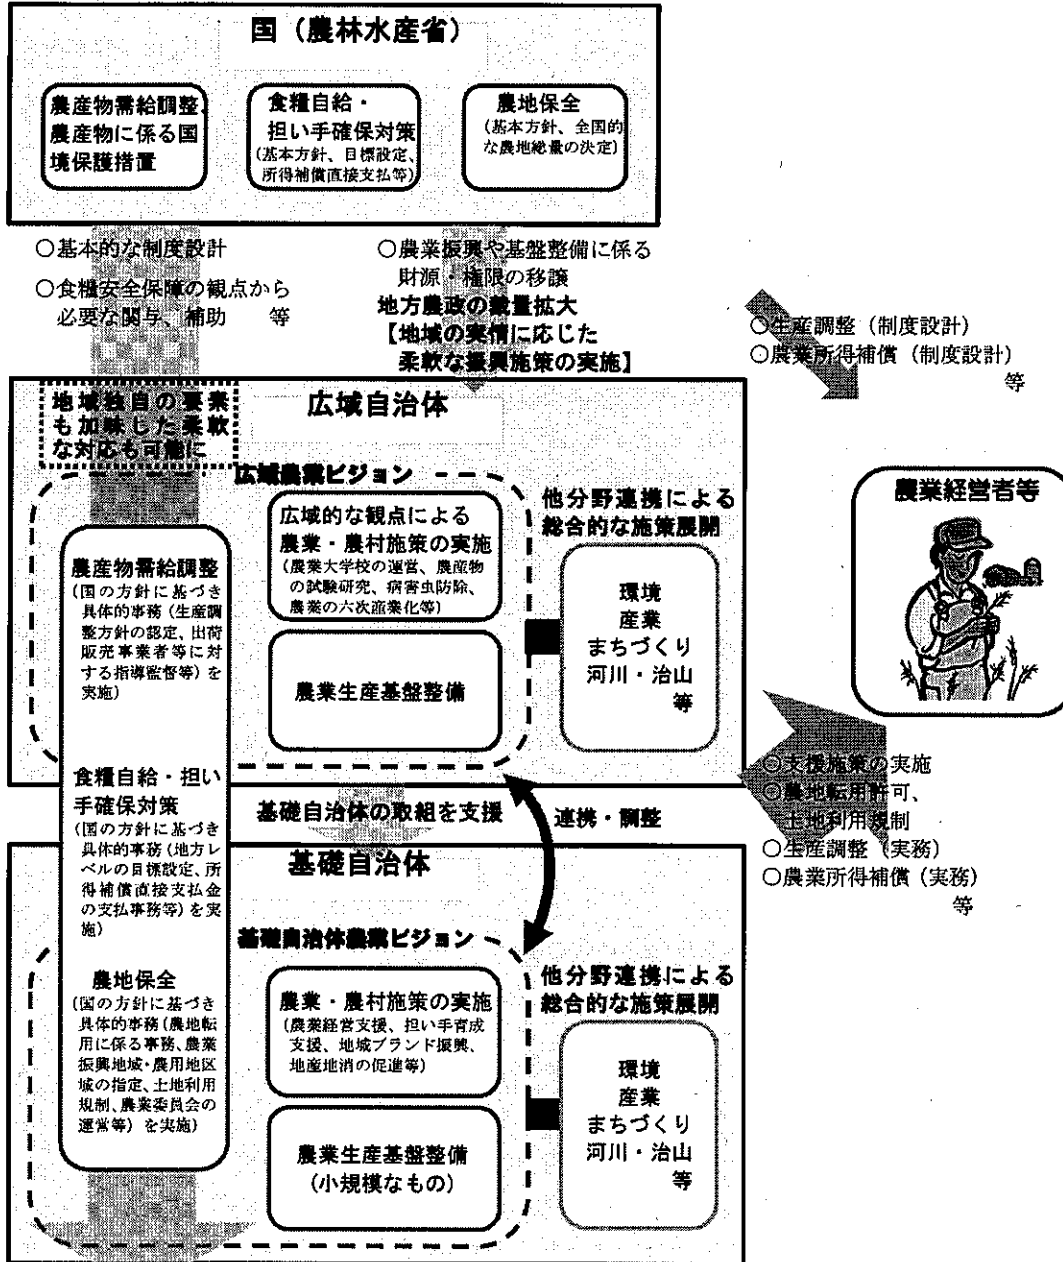 国（農林水産省）
農産物需給調整、
農産物に係る国
境保護措置
食糧自給・
担い手確保対策
(基本方針、目標設定、
所得補償直接支払等)
農地保全
(基本方針、全国的
な農地総量の決定)
○基本的な制度設計
○食糧安全保障の観点から
必要な関与、補助　等
○農業振興や基盤整備に係る
財源・権限の移譲
地方農政の裁量拡大
【地域の実情に応じた
柔軟な振興施策の実施】
○生産調整（制度設計）
○農業所得補償（制度設計）
等
広域自治体
地域独自の要素
も加味した柔軟
な対応も可能に
広域農業ビジョン
農産物需給調整
(国の方針に基づき
具体的事務(生産調
整方針の認定、出荷
販売事業者等に対
する指導監督等)を
実施)
広域的な観点による
農業・農村施策の実施
(農業大学校の運営、農産物
の試験研究、病害虫防除、
農業の六次産業化等)
農業生産基盤整備
他分野連携による
総合的な施策展開
環境
産業
まちづくり
河川・治山
等
農業経営者等
○支援施策の実施
○農地転用許可、
土地利用規制
○生産調整（実務）
○農業所得補償（実務）
等
食糧自給・担い
手確保対策
(国の方針に基づき
具体的事務(地方レ
ベルの目標設定、所
得補償直接支払金
の支払事務等)を実
施)
基礎自治体の取組を支援
連携・調整
基礎自治体
基礎自治体農業ビジョン
農地保全
(国の方針に基づき
具体的事務(農地転
用に係る事務、農業
振興地域・農用地区
域の指定、土地利用
規制、農業委員会の
運営等)を実施)
農業・農村施策の実施
(農業経営支援、担い手育成
支援、地域ブランド振興、
地産地消の促進等)
農業生産基盤整備
(小規模なもの)
他分野連携による
総合的な施策展開
環境
産業
まちづくり
河川・治山
等